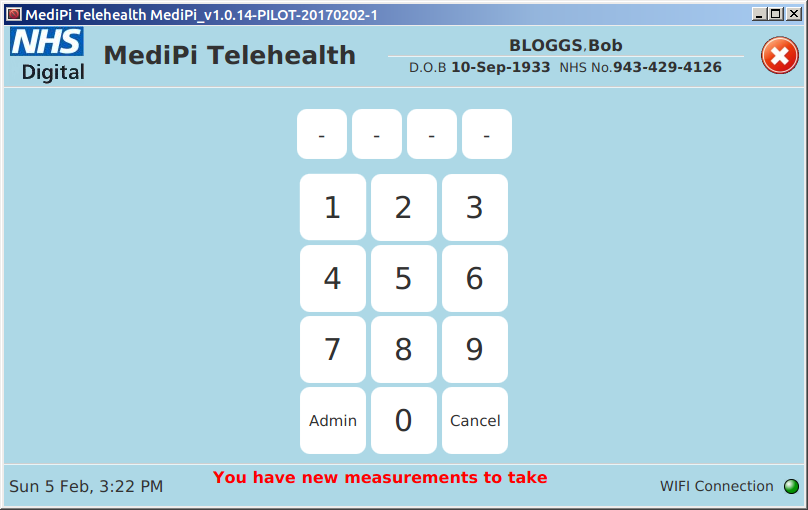 MediPi Telehealth MediPi_v1.0.14-PILOT-20170202-1
NHS
Digital
MediPi Telehealth
BLOGGS,Bob
D.O.B 10-Sep-1933 NHS No.943-429-4126
- - - -
1 2 3
4 5 6
7 8 9
Admin 0 Cancel
You have new measurements to take
Sun 5 Feb, 3:22 PM
WIFI Connection